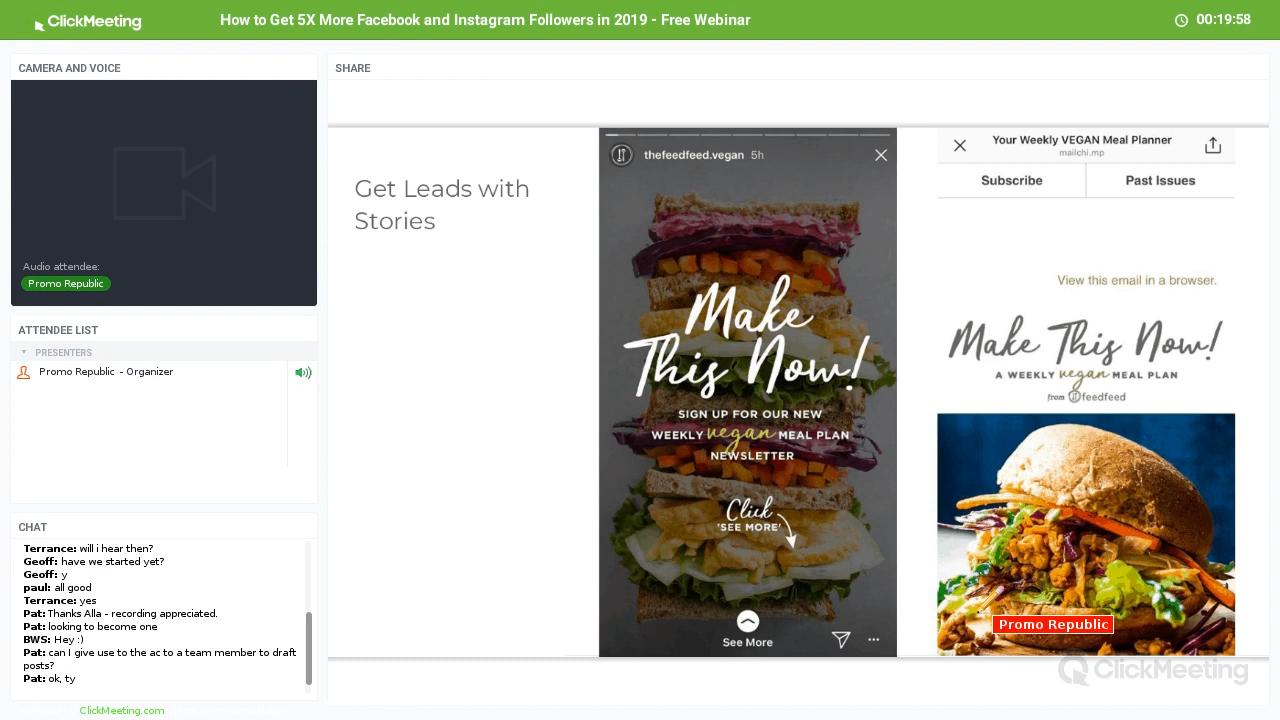 ClickMeeting
How to Get 5X More Facebook and Instagram Followers in 2019 - Free Webinar
00:19:58
CAMERA AND VOICE
Audio attendee:
Promo Republic
ATTENDEE LIST
PRESENTERS
Promo Republic - Organizer
CHAT
Terrance: will i hear then?
Geoff: have we started yet?
Geoff: y
paul: all good
Terrance: yes
Pat: Thanks Alla - recording appreciated.
Pat: looking to become one
BWS: Hey :)
Pat: can I give use to the ac to a team member to draft
posts?
Pat: ok, ty
ClickMeeting.com
SHARE
Get Leads with
Stories
thefeedfeed.vegan 5h
Make
This Now!
SIGN UP FOR OUR NEW
WEEKLY vegan MEAL PLAN
NEWSLETTER
Click
'SEE MORE'
See More
Your Weekly VEGAN Meal Planner
mailchi.mp
Subscribe
Past Issues
View this email in a browser.
Make This Now!
A WEEKLY vegan MEAL PLAN
from feedfeed
Promo Republic
ClickMeeting